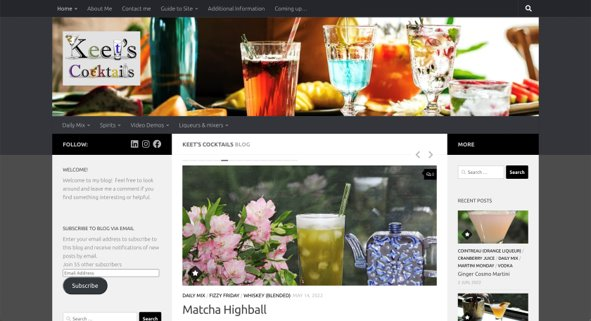 Home About Me Contact me Guide to Site Additional Information Coming up...
Keet's
Cocktails
Daily Mix Spirits Video Demos Liqueurs & mixers
FOLLOW:
KEET'S COCKTAILS BLOG
MORE
WELCOME!
Welcome to my blog! Feel free to look
around and leave me a comment if you
find something interesting or helpful.
SUBSCRIBE TO BLOG VIA EMAIL
Enter your email address to subscribe to
this blog and receive notifications of new
posts by email.
Join 55 other subscribers
Email Address
Subscribe
Search ... Search
DAILY MIX / FIZZY FRIDAY / WHISKEY (BLENDED) MAY 14, 2023
Matcha Highball
Search ... Search
RECENT POSTS
COINTREAU (ORANGE LIQUEUR) /
CRANBERRY JUICE / DAILY MIX /
MARTINI MONDAY / VODKA
Ginger Cosmo Martini